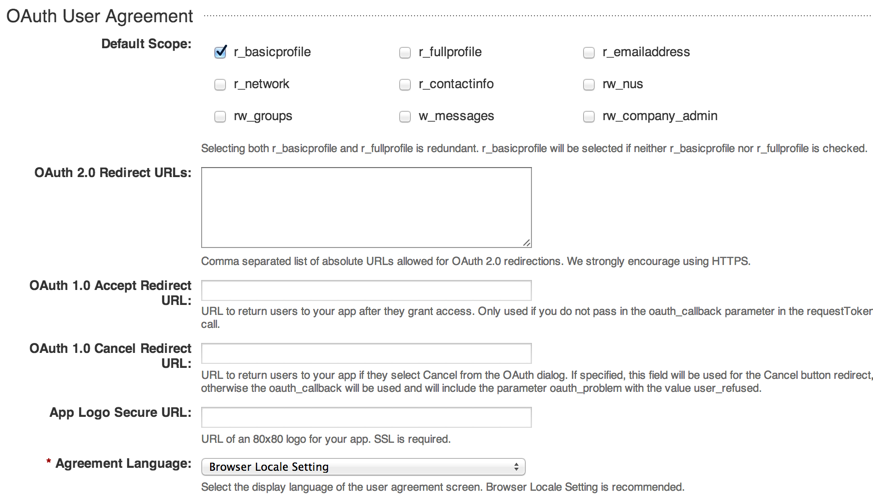 OAuth User Agreement
Default Scope:
r_basicprofile r_fullprofile r_emailaddress
r_network r_contactinfo rw_nus
rw_groups w_messages rw_company_admin
Selecting both r_basicprofile and r_fullprofile is redundant. r_basicprofile will be selected if neither r_basicprofile nor r_fullprofile is checked.
OAuth 2.0 Redirect URLs:
Comma separated list of absolute URLs allowed for OAuth 2.0 redirections. We strongly encourage using HTTPS.
OAuth 1.0 Accept Redirect
URL:
URL to return users to your app after they grant access. Only used if you do not pass in the oauth_callback parameter in the requestToken
call.
OAuth 1.0 Cancel Redirect
URL:
URL to return users to your app if they select Cancel from the OAuth dialog. If specified, this field will be used for the Cancel button redirect,
otherwise the oauth_callback will be used and will include the parameter oauth_problem with the value user_refused.
App Logo Secure URL:
URL of an 80x80 logo for your app. SSL is required.
* Agreement Language:
Browser Locale Setting
Select the display language of the user agreement screen. Browser Locale Setting is recommended.